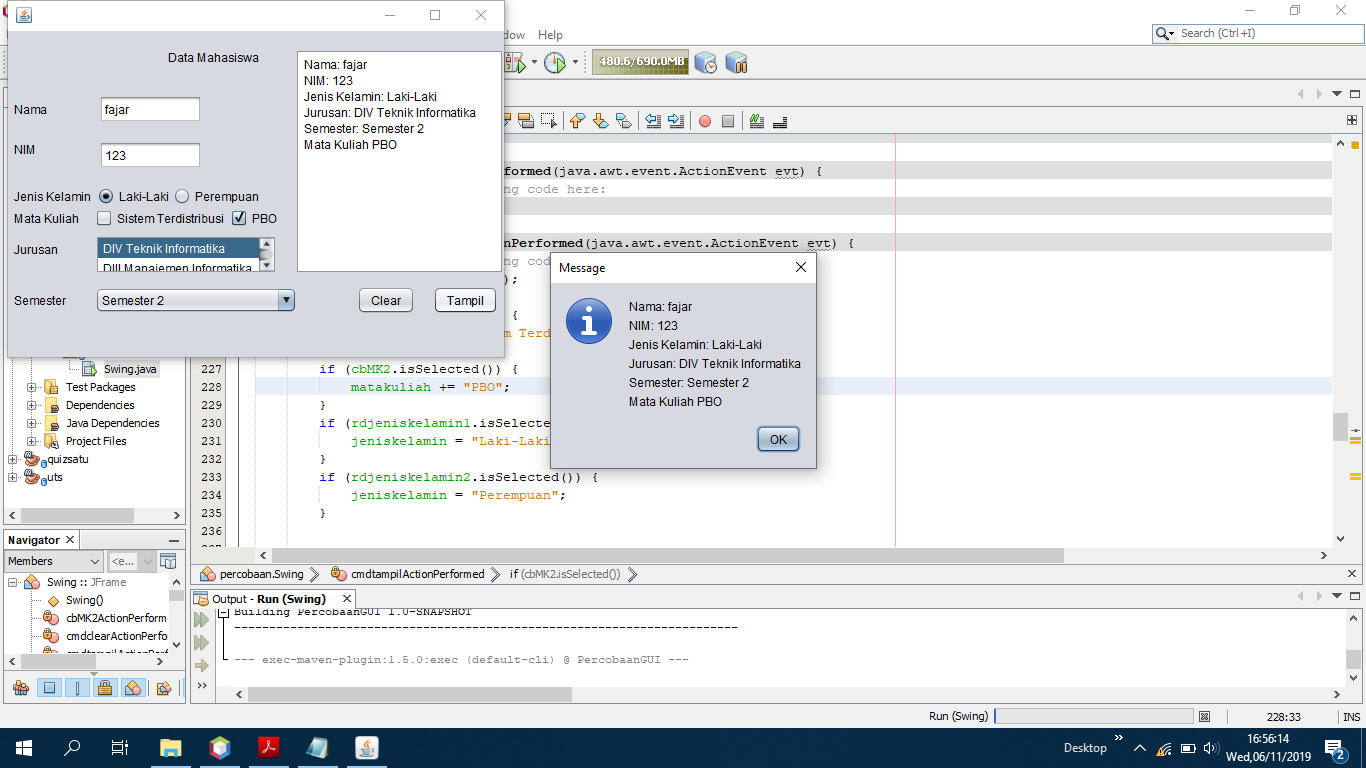 Data Mahasiswa
Nama
fajar
NIM
123
Jenis Kelamin
Laki-Laki
Perempuan
Mata Kuliah
Sistem Terdistribusi
PBO
Jurusan
DIV Teknik Informatika
DIII Manajemen Informatika
Semester
Semester 2
Clear
Tampil
Nama: fajar
NIM: 123
Jenis Kelamin: Laki-Laki
Jurusan: DIV Teknik Informatika
Semester: Semester 2
Mata Kuliah PBO
Help
Search (Ctrl+I)
480.6/690.0MB
(java.awt.event.ActionEvent evt) {
code here:
(java.awt.event.ActionEvent evt) {
Message
Nama: fajar
NIM: 123
Jenis Kelamin: Laki-Laki
Jurusan: DIV Teknik Informatika
Semester: Semester 2
Mata Kuliah PBO
OK
227 if (cbMK2.isSelected()) {
228 matakuliah += "PBO";
229 }
230 if (rdjeniskelamin1.isSelected
231 jeniskelamin = "Laki-Laki
232 }
233 if (rdjeniskelamin2.isSelected()) {
234 jeniskelamin = "Perempuan";
235 }
236
Swing.java
Test Packages
Dependencies
Java Dependencies
Project Files
quizsatu
uts
Navigator
Members
<e...
Swing :: JFrame
Swing()
cbMK2ActionPerform
cmdclearActionPerfo
percobaan.Swing
cmdtampilActionPerformed
if (cbMK2.isSelected())
Output - Run (Swing)
Building PercobaanGUI 1.0-SNAPSHOT
------------------------------------------------------------------------
--- exec-maven-plugin:1.5.0:exec (default-cli) @ PercobaanGUI ---
Run (Swing)
228:33
INS
Desktop
16:56:14
Wed,06/11/2019
2